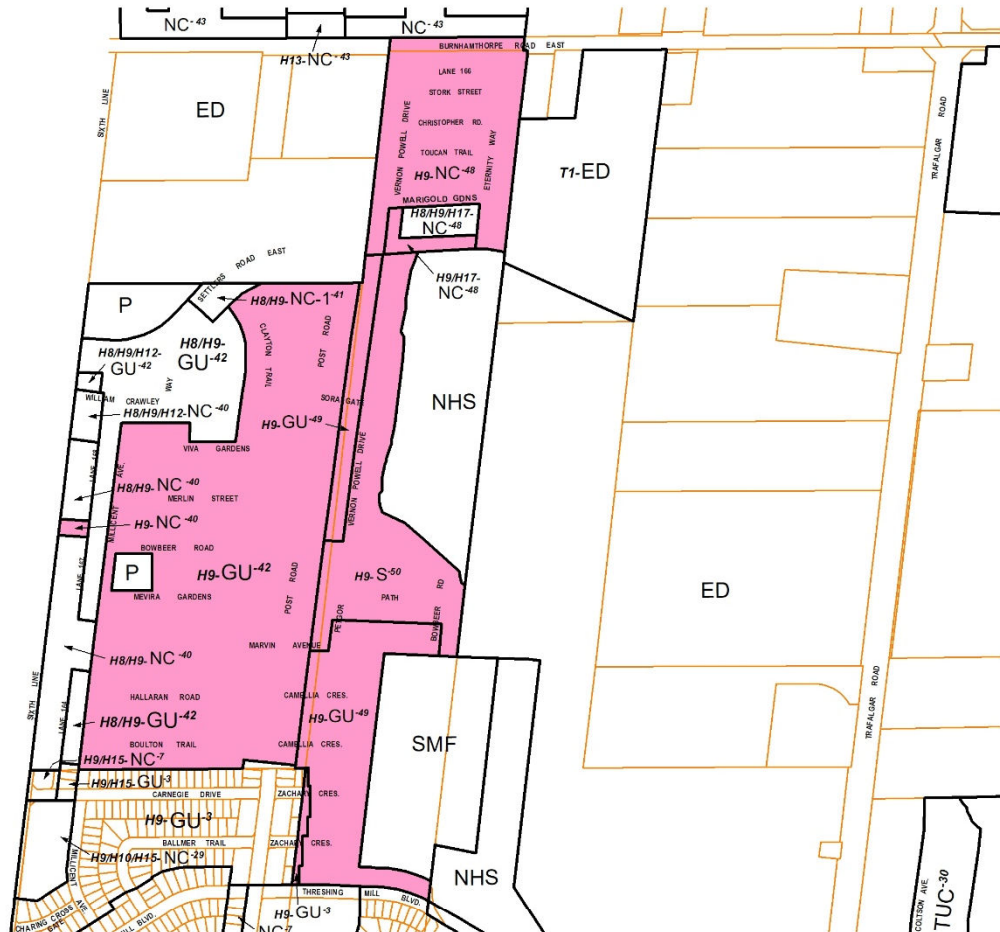 NC-43
NC-43
H13-NC-43
BURNHAMTHORPE ROAD EAST
LANE 166
STORK STREET
SIXTH LINE
ED
VERNON POWELL DRIVE
CHRISTOPHER RD.
TOUCAN TRAIL
ETERNITY WAY
H9-NC-48
T1-ED
TRAFALGAR ROAD
MARIGOLD GDNS
H8/H9/H17-
NC-48
H9/H17-
NC-48
SETTLERS ROAD EAST
P
H8/H9-NC-1-41
H8/H9-
GU-42
CLAYTON TRAIL
POST ROAD
H8/H9/H12-
GU-42
WILLIAM CRAWLEY WAY
H8/H9/H12-NC-40
NHS
H9-GU-49
VIVA GARDENS
VERNON POWELL DRIVE
LANE 168
MILLICENT AVE.
H8/H9-NC-40
MERLIN STREET
H9-NC-40
BOWBEER ROAD
P
H9-GU-42
H9-S-50
ED
LANE 167
MEVIRA GARDENS
POST ROAD
PATH
PETGOR
BOWBEER RD
MARVIN AVENUE
H8/H9-NC-40
HALLARAN ROAD
CAMELLIA CRES.
SIXTH LINE
H8/H9-GU-42
H9-GU-49
TRAFALGAR ROAD
BOULTON TRAIL
CAMELLIA CRES.
SMF
H9/H15-NC-7
H9/H15-GU-3
CARNEGIE DRIVE
ZACHARY CRES.
H9-GU-3
BALLMER TRAIL
ZACHARY CRES.
H9/H10/H15-NC-29
MILLICENT AVE
NHS
THRESHING MILL BLVD.
H9-GU-3
CHARING CROSS GATE
MILL BLVD.
NC-7
COLTSON AVE.
TUC-30